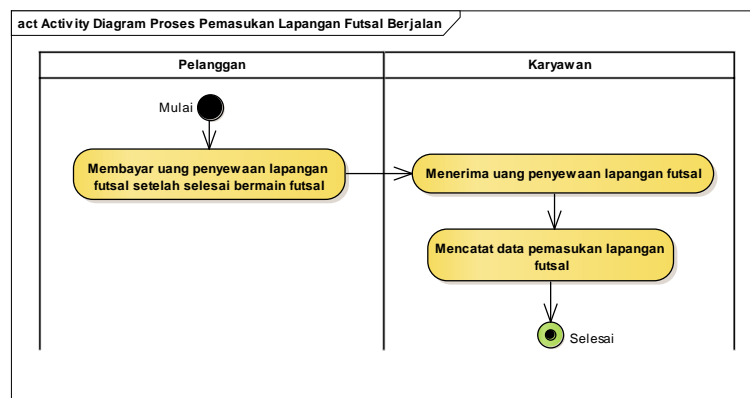 act Activity Diagram Proses Pemasukan Lapangan Futsal Berjalan
Pelanggan
Karyawan
Mulai
Membayar uang penyewaan lapangan
futsal setelah selesai bermain futsal
Menerima uang penyewaan lapangan futsal
Mencatat data pemasukan lapangan
futsal
Selesai